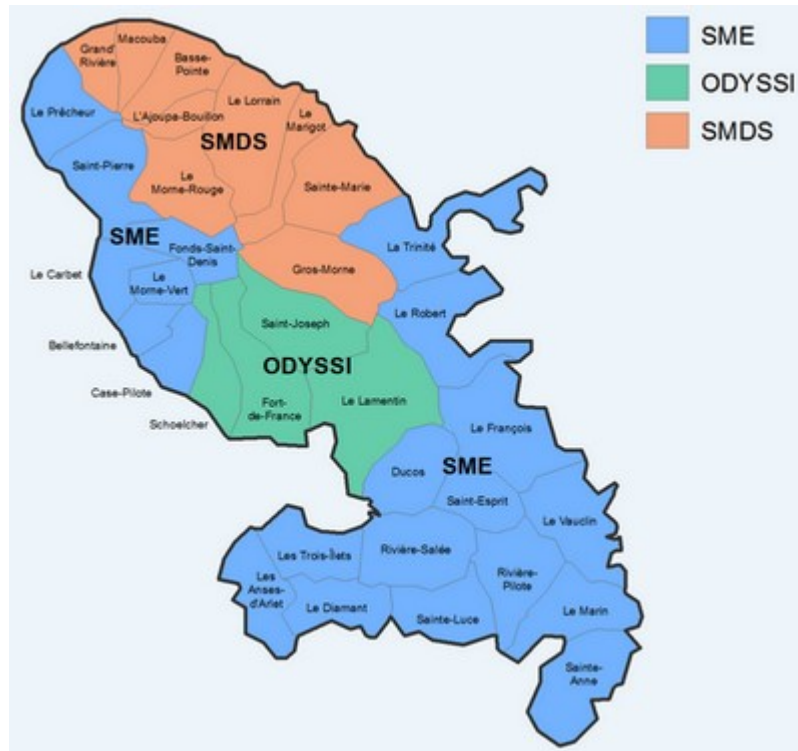 SME
ODYSSI
SMDS
Grand'
Rivière
Macouba
Basse-
Pointe
Le Prêcheur
L'Ajoupa-Bouillon
Le Lorrain
Le
Marigot
SMDS
Saint-Pierre
Le
Morne-Rouge
Sainte-Marie
SME
Fonds-Saint-
Denis
La Trinité
Le Carbet
Le
Morne-Vert
Gros-Morne
Le Robert
Saint-Joseph
Bellefontaine
ODYSSI
Case-Pilote
Fort-
de-France
Le Lamentin
Schoelcher
Le François
SME
Ducos
Saint-Esprit
Le Vauclin
Les Trois-Îlets
Rivière-Salée
Les
Anses-
d'Arlet
Rivière-
Pilote
Le Diamant
Sainte-Luce
Le Marin
Sainte-
Anne